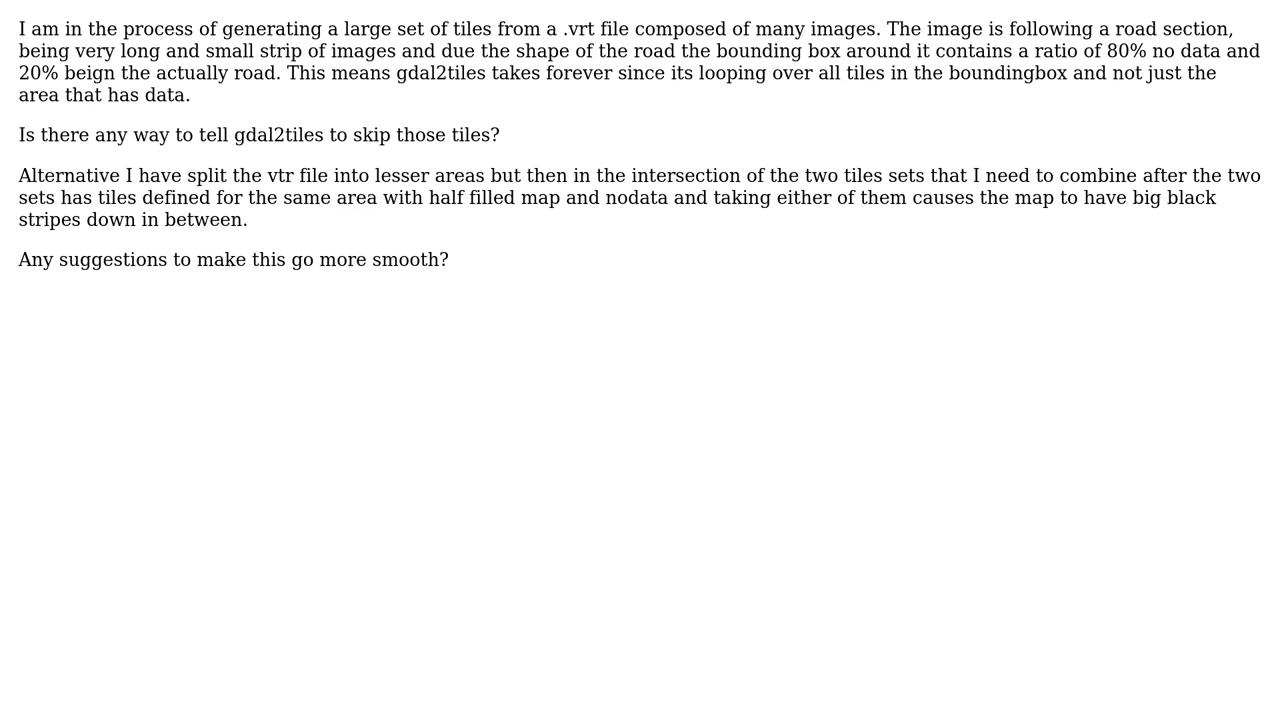 I am in the process of generating a large set of tiles from a .vrt file composed of many images. The image is following a road section,
being very long and small strip of images and due the shape of the road the bounding box around it contains a ratio of 80% no data and
20% beign the actually road. This means gdal2tiles takes forever since its looping over all tiles in the boundingbox and not just the
area that has data.
Is there any way to tell gdal2tiles to skip those tiles?
Alternative I have split the vtr file into lesser areas but then in the intersection of the two tiles sets that I need to combine after the two
sets has tiles defined for the same area with half filled map and nodata and taking either of them causes the map to have big black
stripes down in between.
Any suggestions to make this go more smooth?